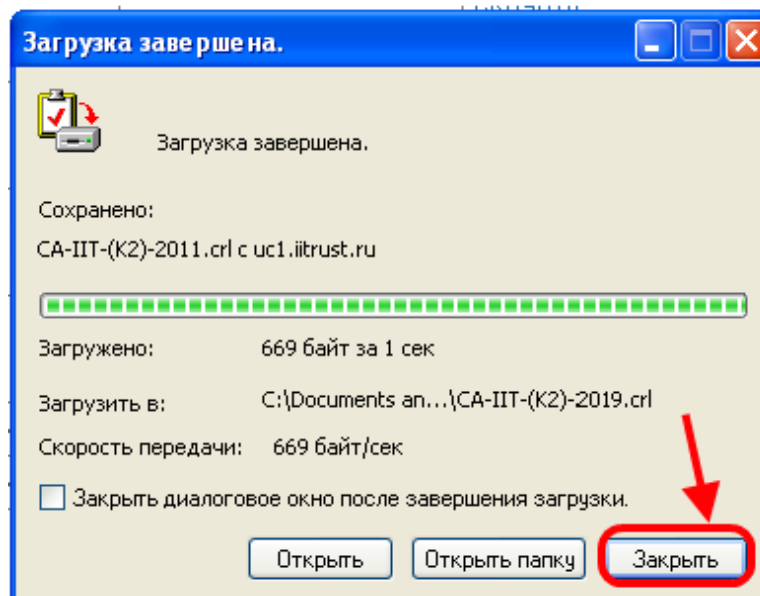 Загрузка завершена.
Загрузка завершена.
Сохранено:
CA-IIT-(K2)-2011.crl с uc1.iitrust.ru
Загружено: 669 байт за 1 сек
Загрузить в: C:\Documents an...\CA-IIT-(K2)-2019.crl
Скорость передачи: 669 байт/сек
Закрыть диалоговое окно после завершения загрузки.
Открыть Открыть папку Закрыть